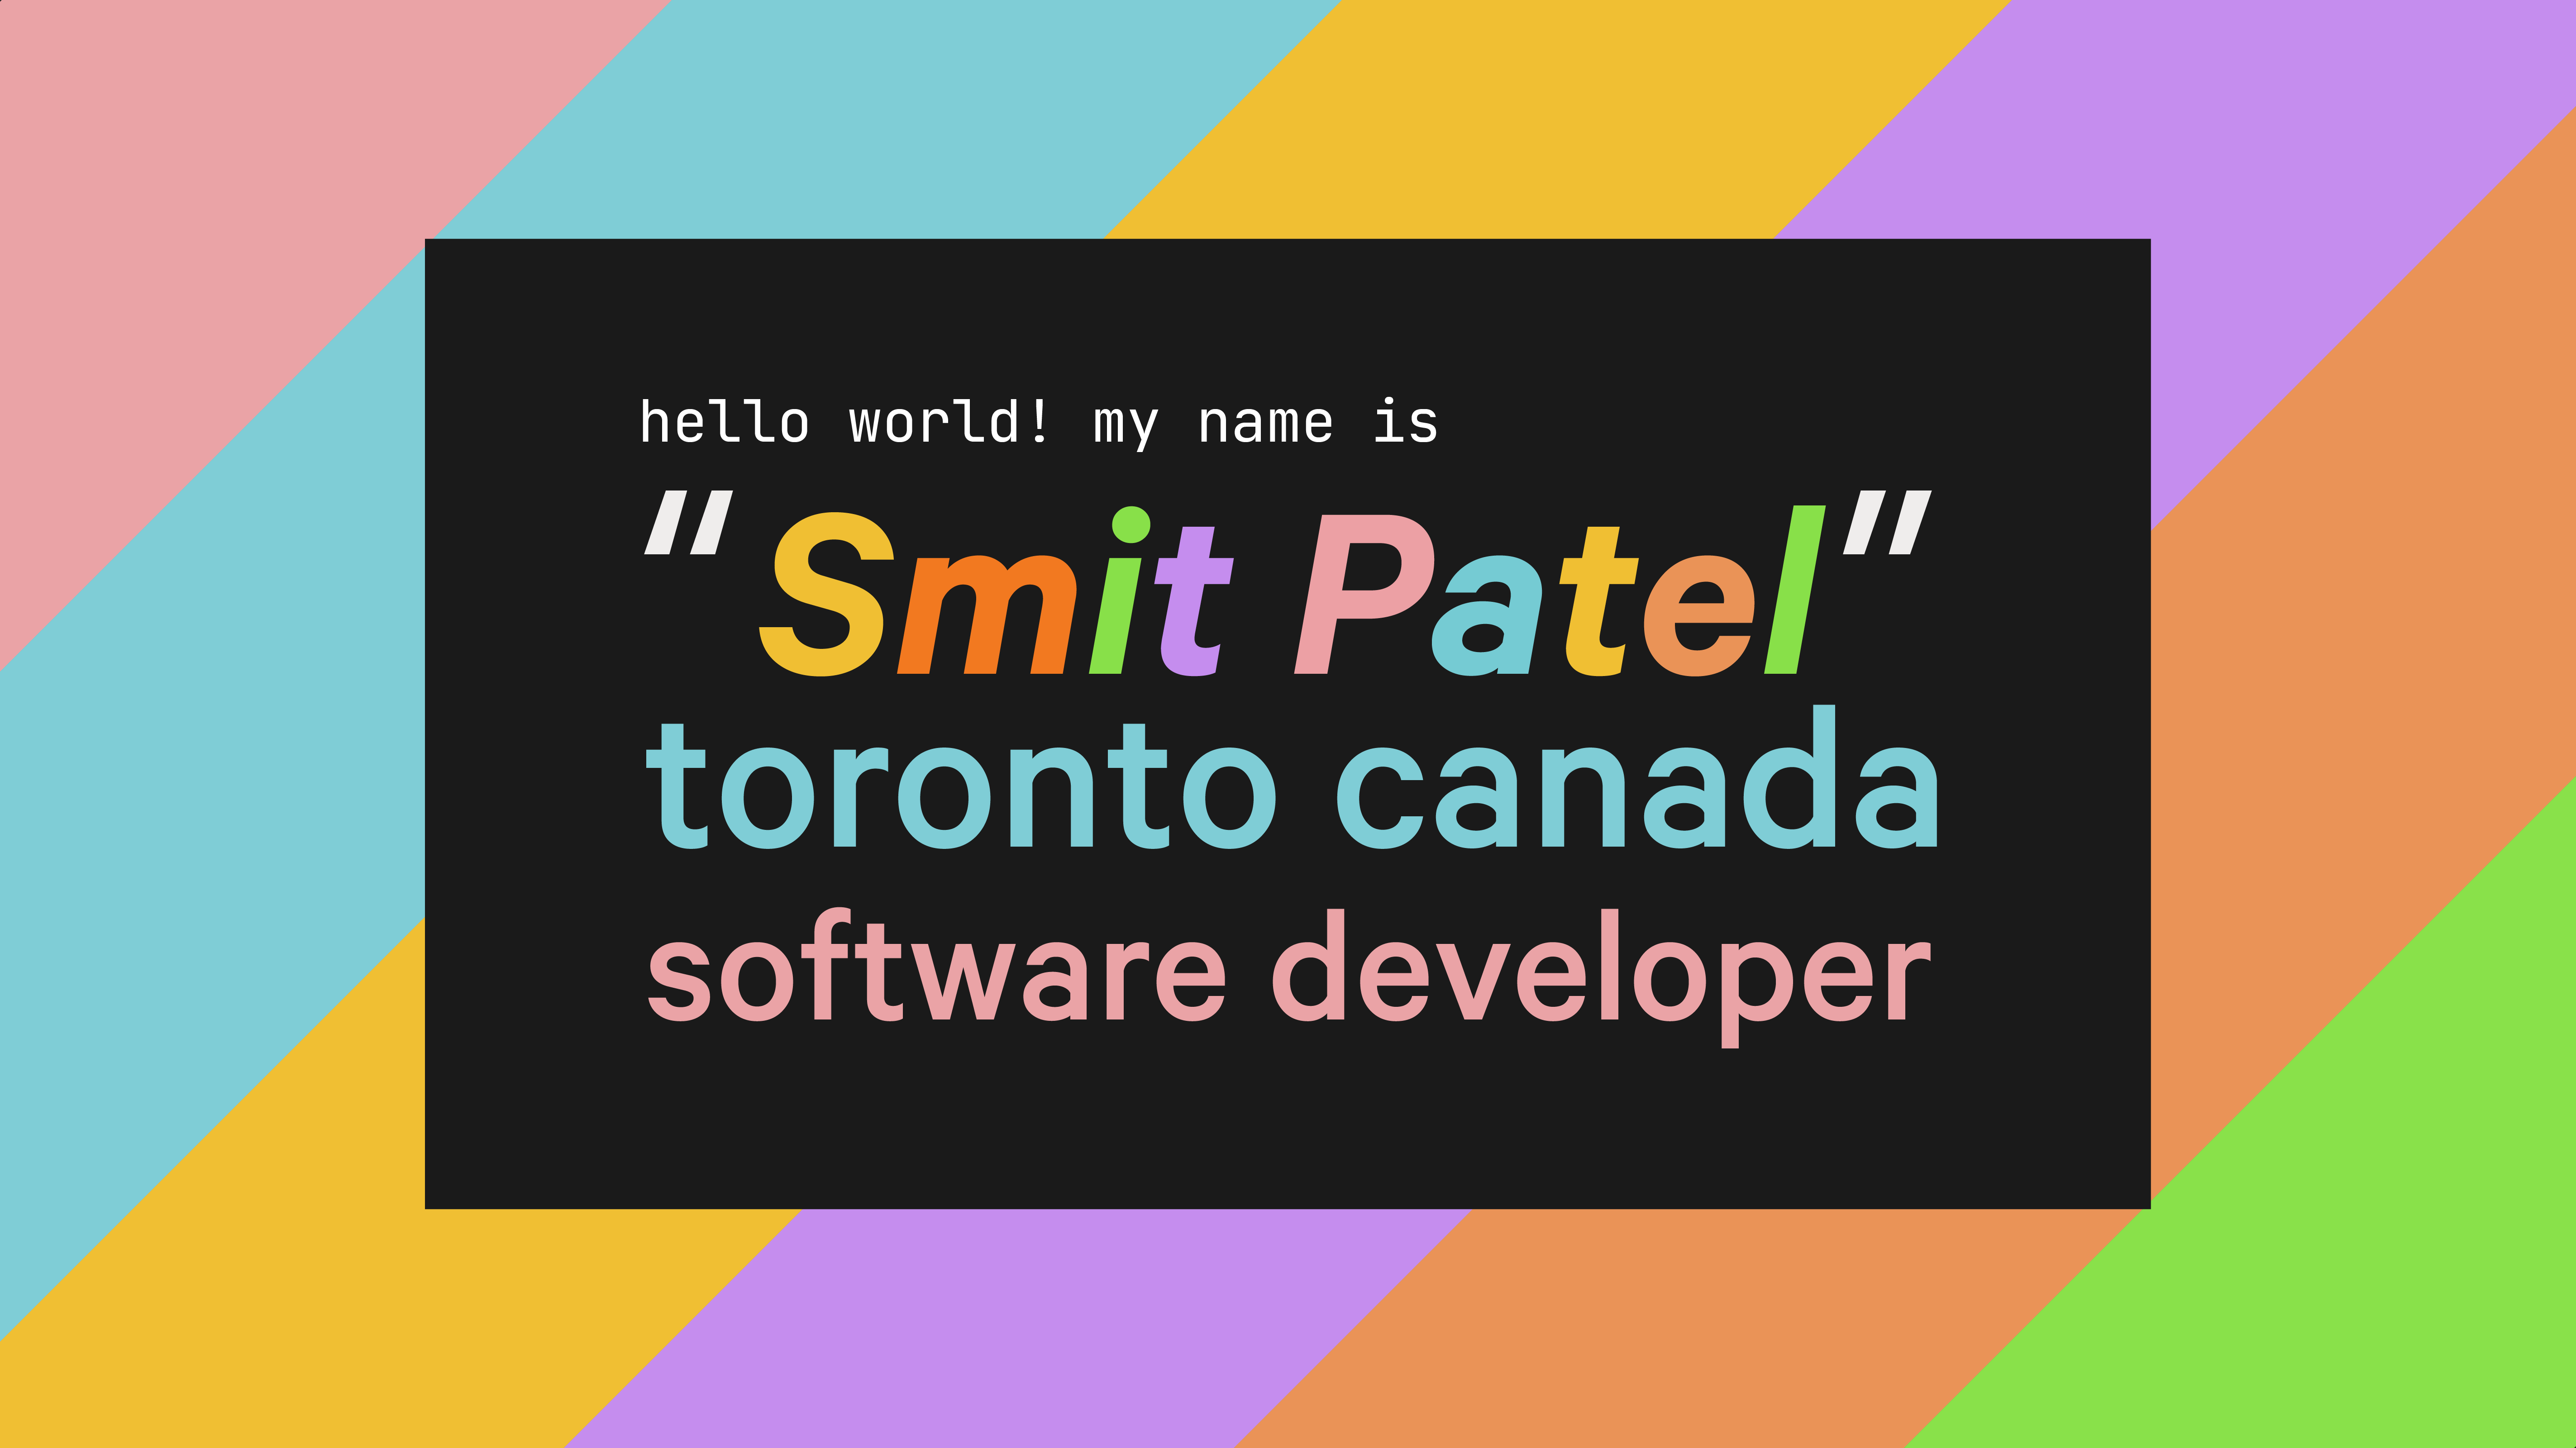 hello world! my name is
“Smit Patel”
toronto canada
software developer